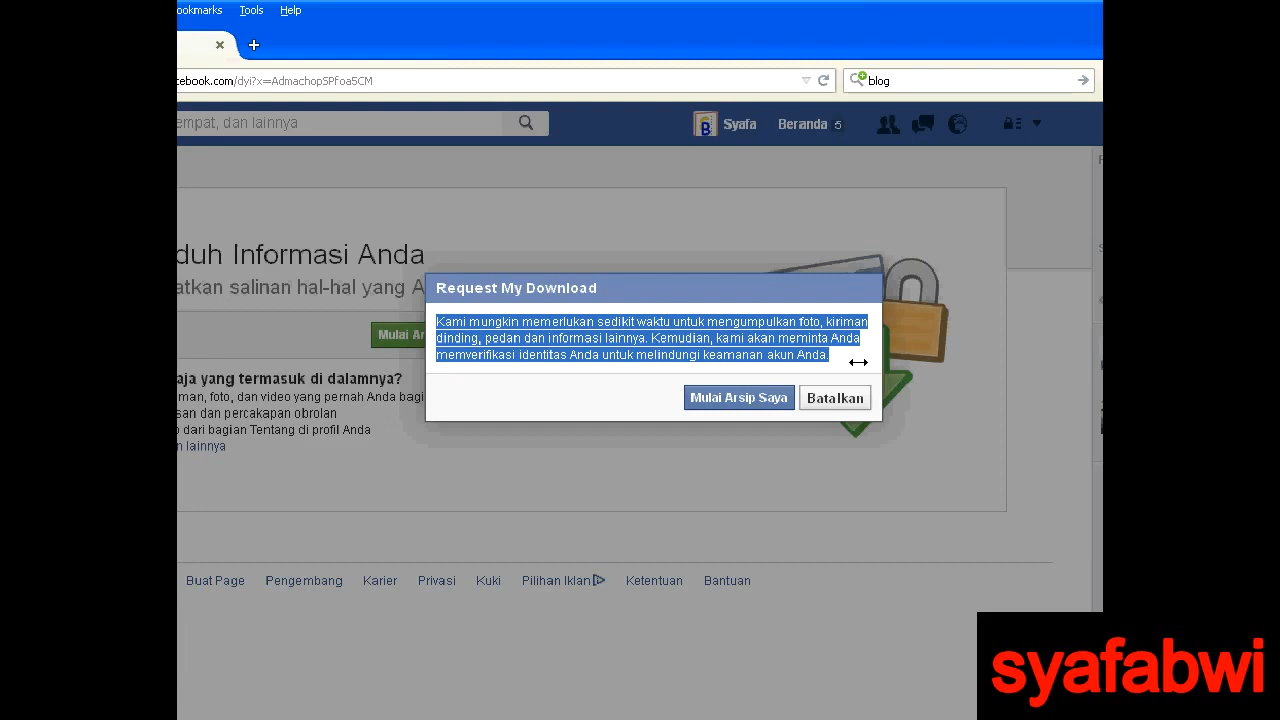 ookmarks Tools Help
cebook.com/dyi?x=AdmachopSPfoa5CM
blog
empat, dan lainnya
Syafa Beranda 5
duh Informasi Anda
atkan salinan hal-hal yang A
Request My Download
Kami mungkin memerlukan sedikit waktu untuk mengumpulkan foto, kiriman
dinding, pedan dan informasi lainnya. Kemudian, kami akan meminta Anda
memverifikasi identitas Anda untuk melindungi keamanan akun Anda.
Mulai Ar
Mulai Arsip Saya Batalkan
aja yang termasuk di dalamnya?
man, foto, dan video yang pernah Anda bagi
san dan percakapan obrolan
o dari bagian Tentang di profil Anda
n lainnya
Buat Page Pengembang Karier Privasi Kuki Pilihan Iklan Ketentuan Bantuan
syafabwi